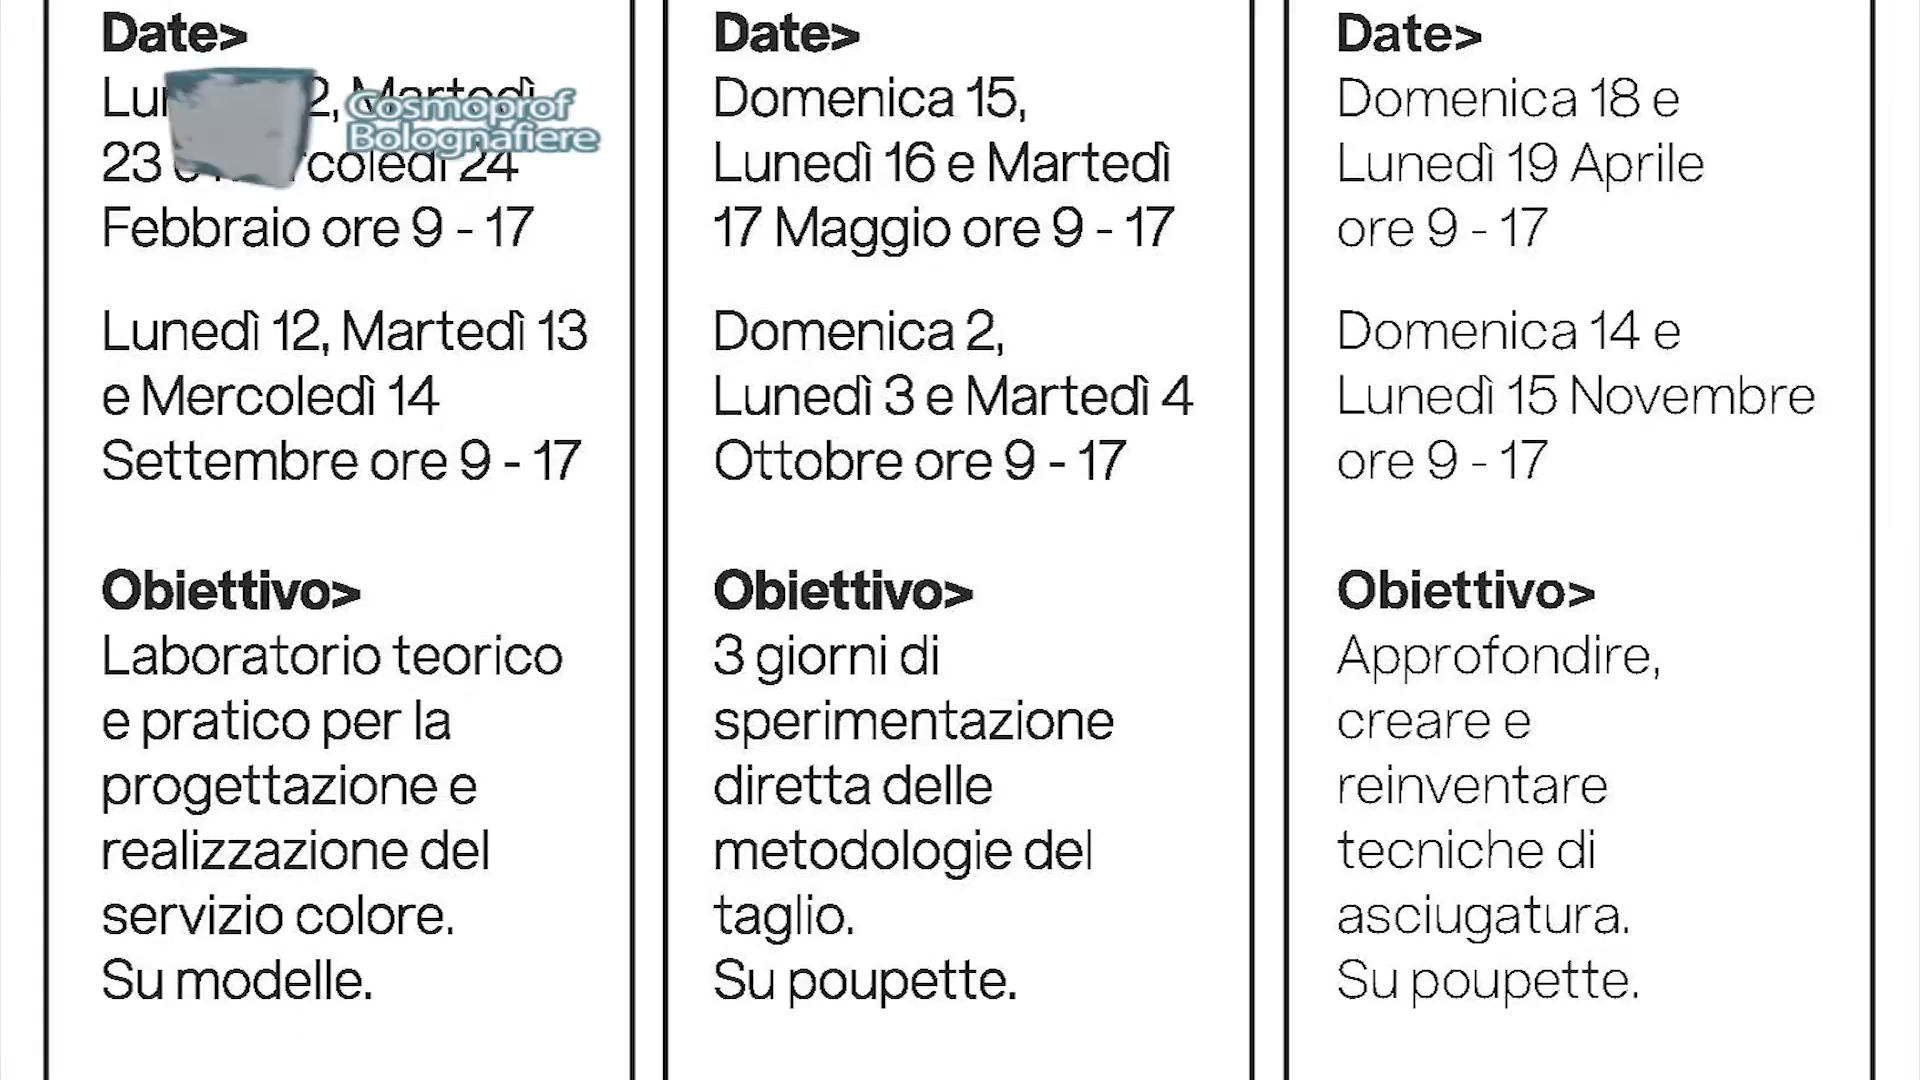 Date>
2, Martedì
23 e Mercoledì 24
Febbraio ore 9 - 17
Lunedì 12, Martedì 13
e Mercoledì 14
Settembre ore 9 - 17
Obiettivo>
Laboratorio teorico
e pratico per la
progettazione e
realizzazione del
servizio colore.
Su modelle.
Date>
Domenica 15,
Lunedì 16 e Martedì
17 Maggio ore 9 - 17
Domenica 2,
Lunedì 3 e Martedì 4
Ottobre ore 9 - 17
Obiettivo>
3 giorni di
sperimentazione
diretta delle
metodologie del
taglio.
Su poupette.
Date>
Domenica 18 e
Lunedì 19 Aprile
ore 9 - 17
Domenica 14 e
Lunedì 15 Novembre
ore 9 - 17
Obiettivo>
Approfondire,
creare e
reinventare
tecniche di
asciugatura.
Su poupette.
Cosmoprof
Bolognafiere